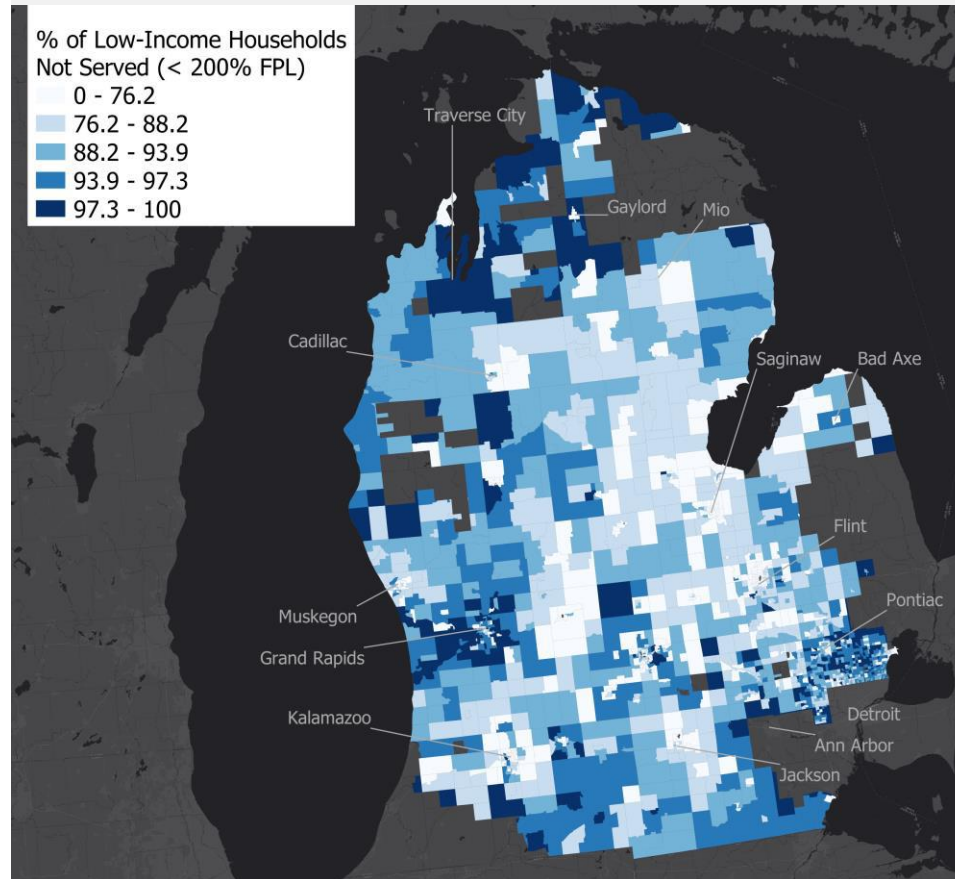 % of Low-Income Households
Not Served (< 200% FPL)
0 - 76.2
76.2 - 88.2
88.2 - 93.9
93.9 - 97.3
97.3 - 100
Traverse City
Gaylord
Mio
Cadillac
Saginaw
Bad Axe
Flint
Muskegon
Pontiac
Grand Rapids
Kalamazoo
Detroit
Ann Arbor
Jackson